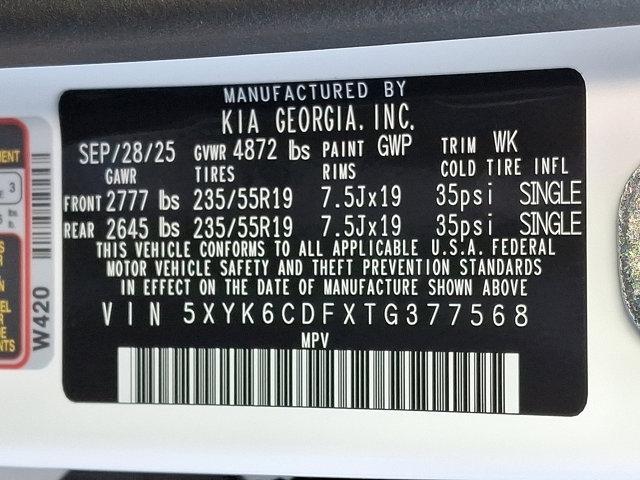 MANUFACTURED BY
KIA GEORGIA, INC.
SEP/28/25 GVWR 4872 lbs PAINT GWP TRIM WK
GAWR TIRES RIMS COLD TIRE INFL
FRONT 2777 lbs 235/55R19 7.5Jx19 35psi SINGLE
REAR 2645 lbs 235/55R19 7.5Jx19 35psi SINGLE
THIS VEHICLE CONFORMS TO ALL APPLICABLE U.S.A. FEDERAL
MOTOR VEHICLE SAFETY AND THEFT PREVENTION STANDARDS
IN EFFECT ON THE DATE OF MANUFACTURE SHOWN ABOVE
VIN 5XYK6CDFXTG377568
MPV
W420
3